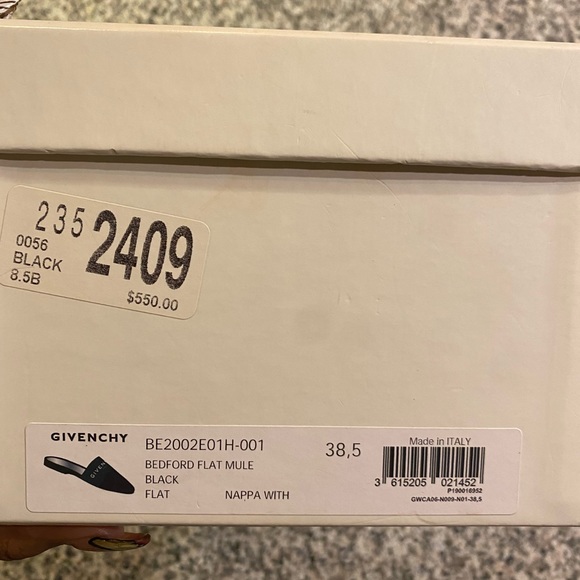 235 2409
0056
BLACK
8.5B
$550.00
GIVENCHY
GIVEN
BE2002E01H-001
38,5
BEDFORD FLAT MULE
BLACK
FLAT NAPPA WITH
Made in ITALY
3 615205 021452
P190018952
GWCA06-N009-N01-38,5